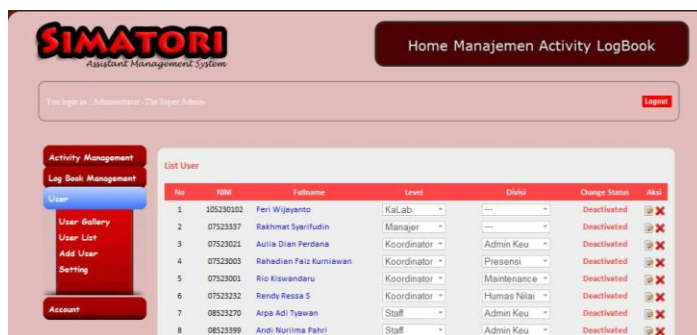 SIMATORI
Assistant Management System
Home Manajemen Activity LogBook
You login as : Administrator -The Super Admin-
Logout
Activity Management
Log Book Management
User
User Gallery
User List
Add User
Setting
Account
List User
No NIM Fullname Level Divisi Change Status Aksi
1 105230102 Feri Wijayanto KaLab --- Deactivated
2 07523337 Rakhmat Syarifudin Manajer --- Deactivated
3 07523021 Aulia Dian Perdana Koordinator Admin Keu Deactivated
4 07523003 Rahadian Faiz Kurniawan Koordinator Presensi Deactivated
5 07523001 Rio Kiswandaru Koordinator Maintenance Deactivated
6 07523232 Rendy Ressa S Koordinator Humas Nilai Deactivated
7 08523270 Arpa Adi Tyawan Staff Admin Keu Deactivated
8 08523399 Andi Nurilma Pahri Staff Admin Keu Deactivated